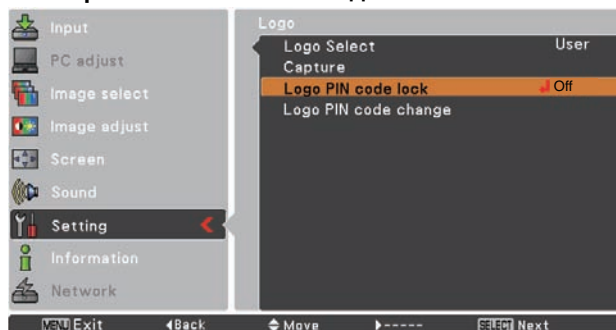 Input
PC adjust
Image select
Image adjust
Screen
Sound
Setting
Information
Network
Logo
Logo Select User
Capture
Logo PIN code lock Off
Logo PIN code change
MENU Exit ◀Back Move ▶----- SELECT Next